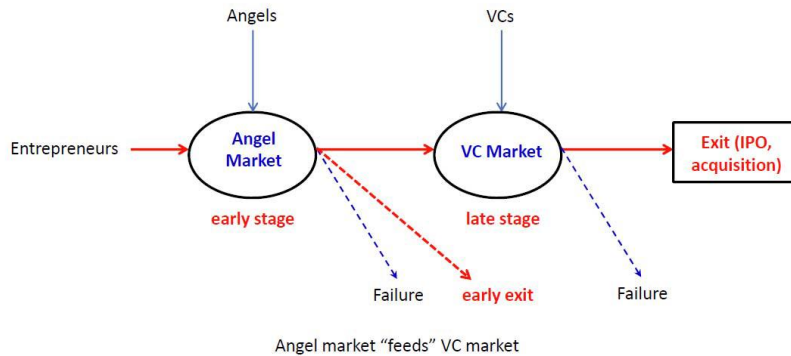 Angels
VCs
Entrepreneurs
Angel
Market
VC Market
Exit (IPO,
acquisition)
early stage
late stage
Failure
early exit
Failure
Angel market “feeds” VC market